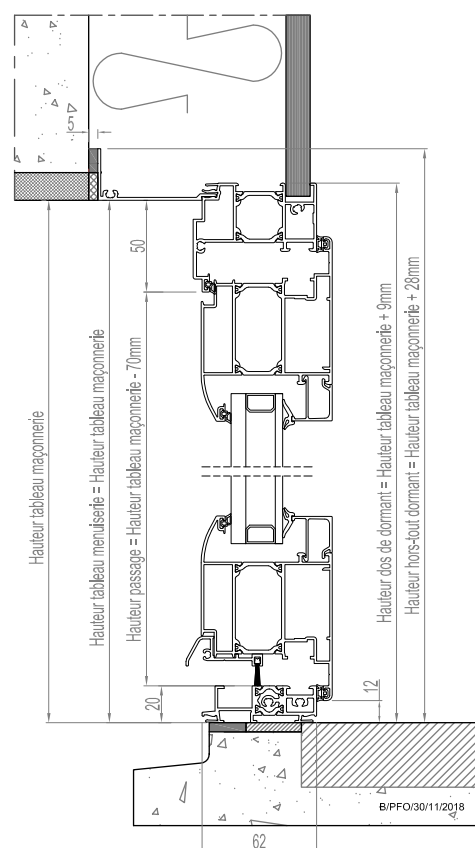 5
50
Hauteur tableau maçonnerie
Hauteur tableau menuiserie = Hauteur tableau maçonnerie
Hauteur passage = Hauteur tableau maçonnerie - 70mm
Hauteur dos de dormant = Hauteur tableau maçonnerie + 9mm
Hauteur hors-tout dormant = Hauteur tableau maçonnerie + 28mm
20
12
B/PFO/30/11/2018
62